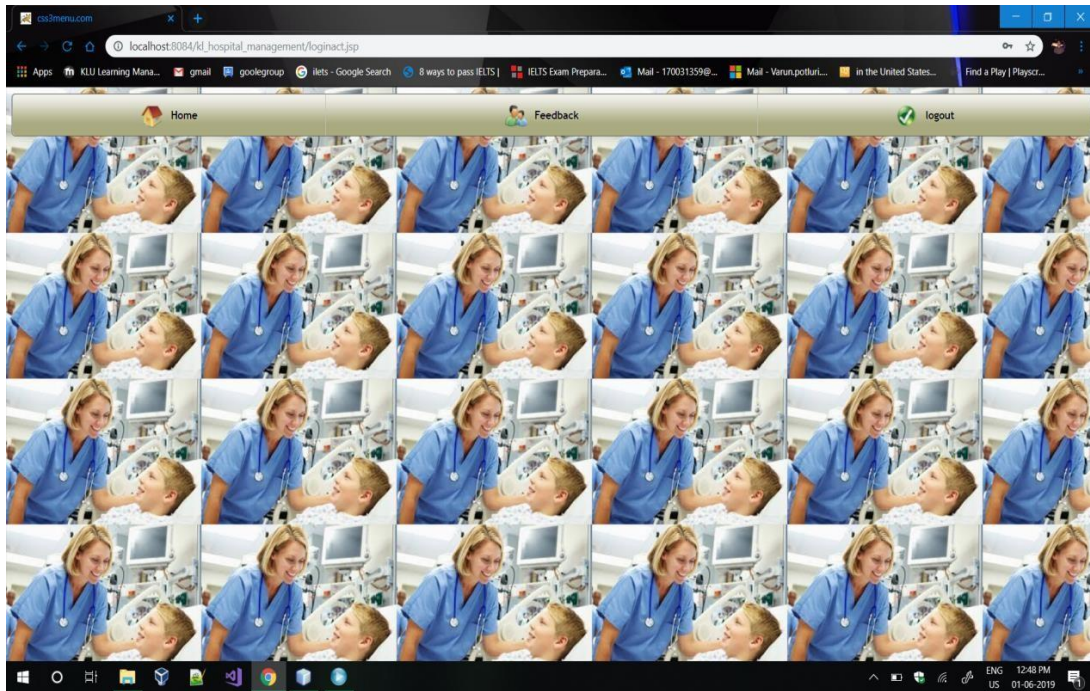 css3menu.com
localhost:8084/kl_hospital_management/loginact.jsp
Apps KLU Learning Mana... gmail goolegroup ilets - Google Search 8 ways to pass IELTS | IELTS Exam Prepara... Mail - 170031359@... Mail - Varun.potluri.... in the United States... Find a Play | Playscr... »
Home Feedback logout
ENG 12:48 PM
US 01-06-2019